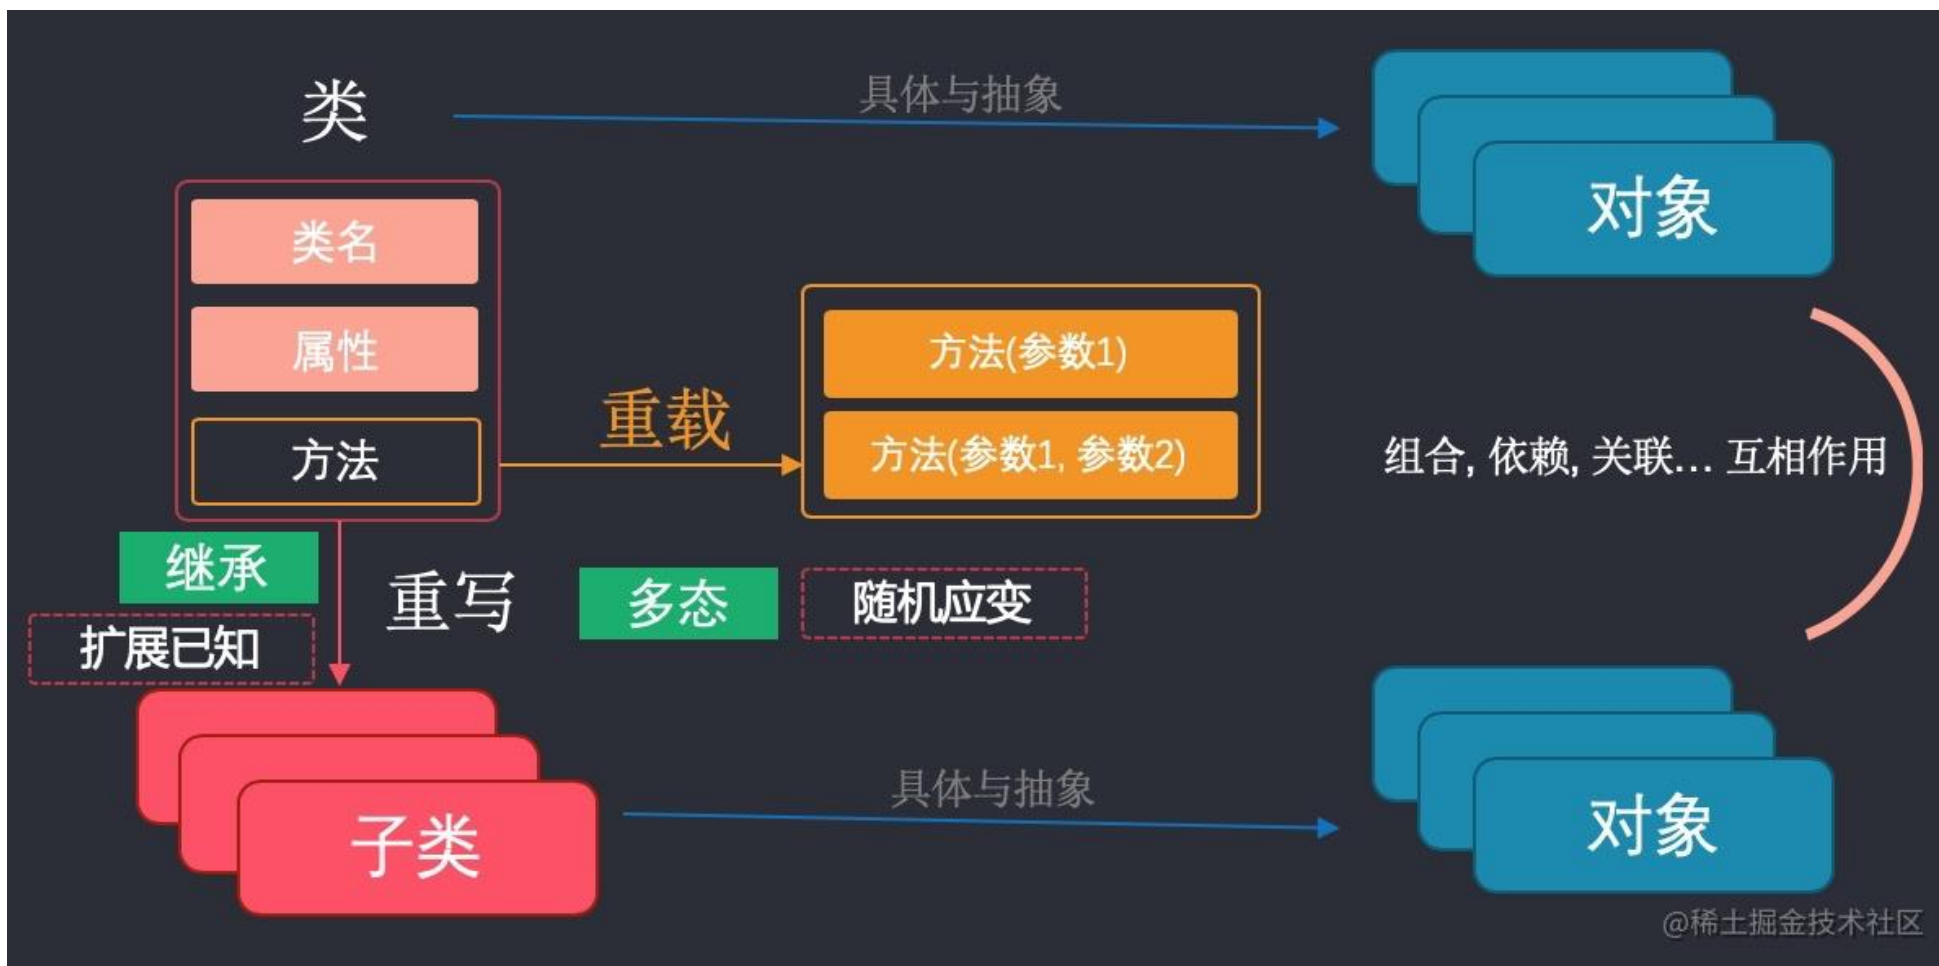 类
具体与抽象
对象
类名
属性
方法
重载
方法(参数1)
方法(参数1, 参数2)
组合, 依赖, 关联... 互相作用
继承
扩展已知
重写
多态
随机应变
子类
具体与抽象
对象
@稀土掘金技术社区